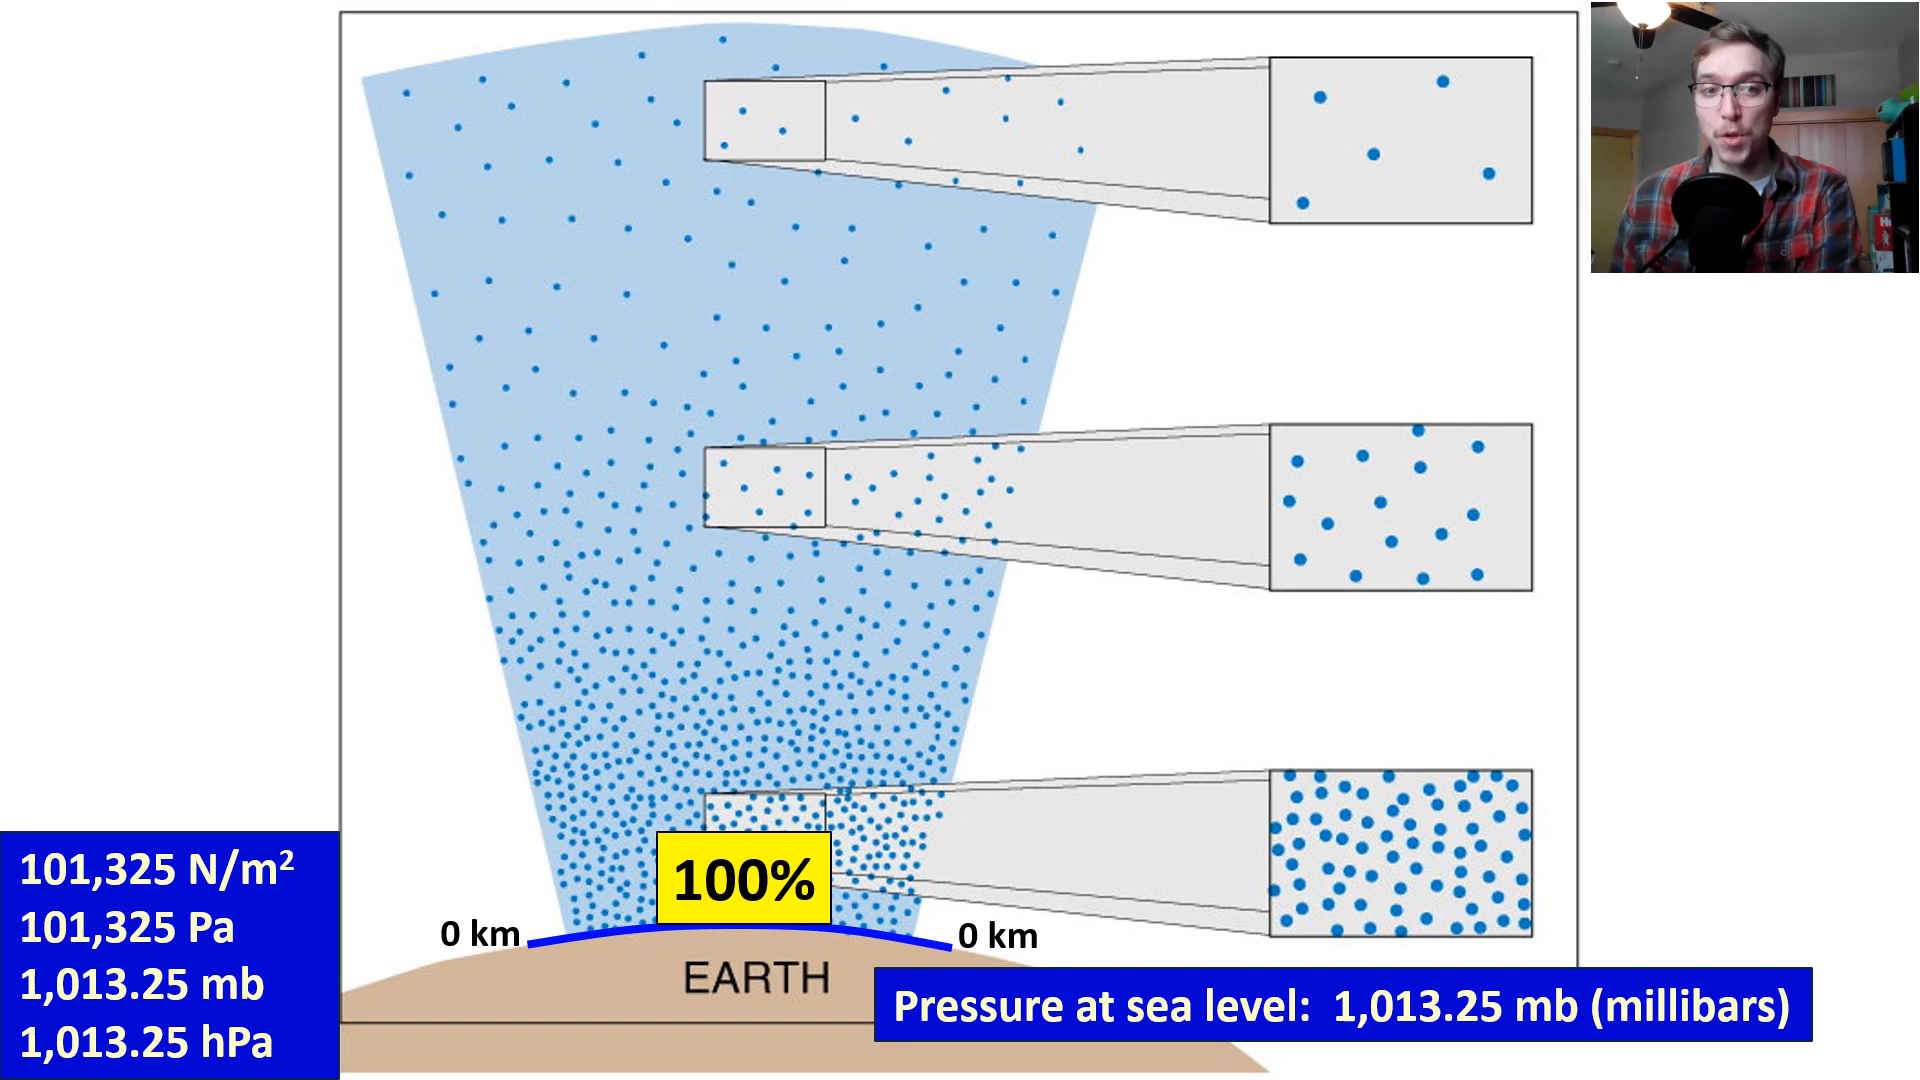 101,325 N/m²
101,325 Pa
1,013.25 mb
1,013.25 hPa
100%
0 km
0 km
EARTH
Pressure at sea level: 1,013.25 mb (millibars)